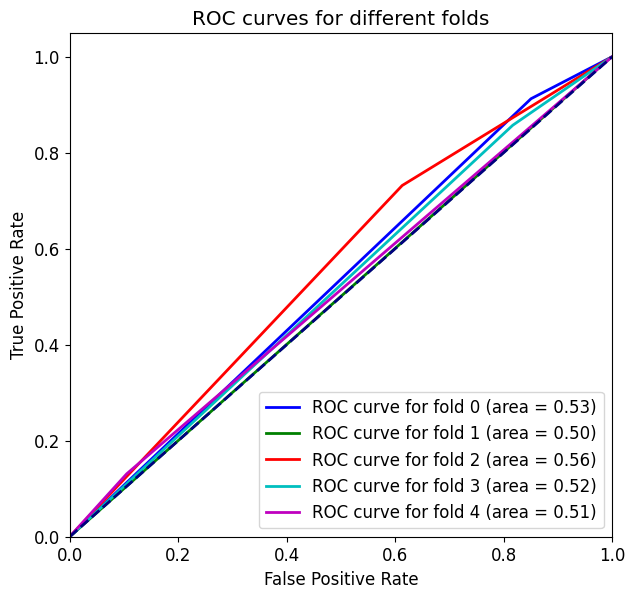 ROC curves for different folds
True Positive Rate
1.0
0.8
0.6
0.4
0.2
0.0
ROC curve for fold 0 (area = 0.53)
ROC curve for fold 1 (area = 0.50)
ROC curve for fold 2 (area = 0.56)
ROC curve for fold 3 (area = 0.52)
ROC curve for fold 4 (area = 0.51)
0.0 0.2 0.4 0.6 0.8 1.0
False Positive Rate